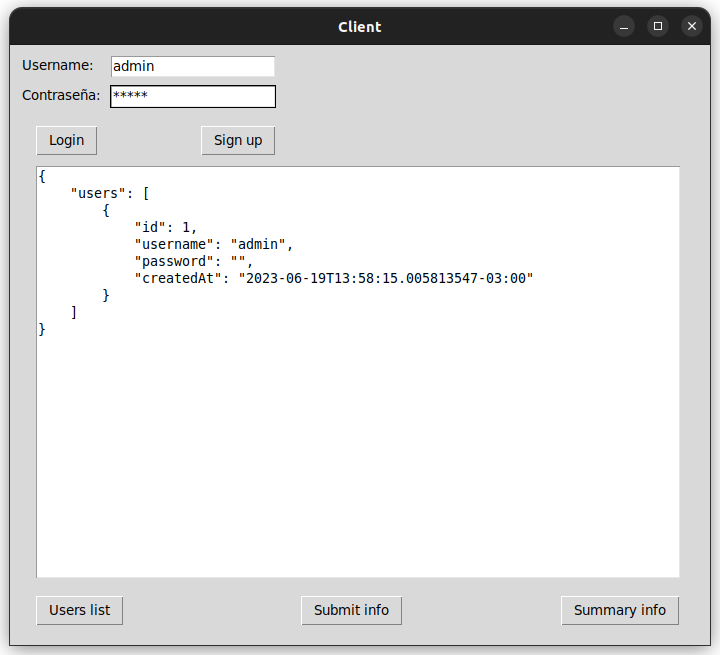 Client
Username: admin
Contraseña: *****
Login Sign up
{
    "users": [
        {
            "id": 1,
            "username": "admin",
            "password": "",
            "createdAt": "2023-06-19T13:58:15.005813547-03:00"
        }
    ]
}
Users list Submit info Summary info